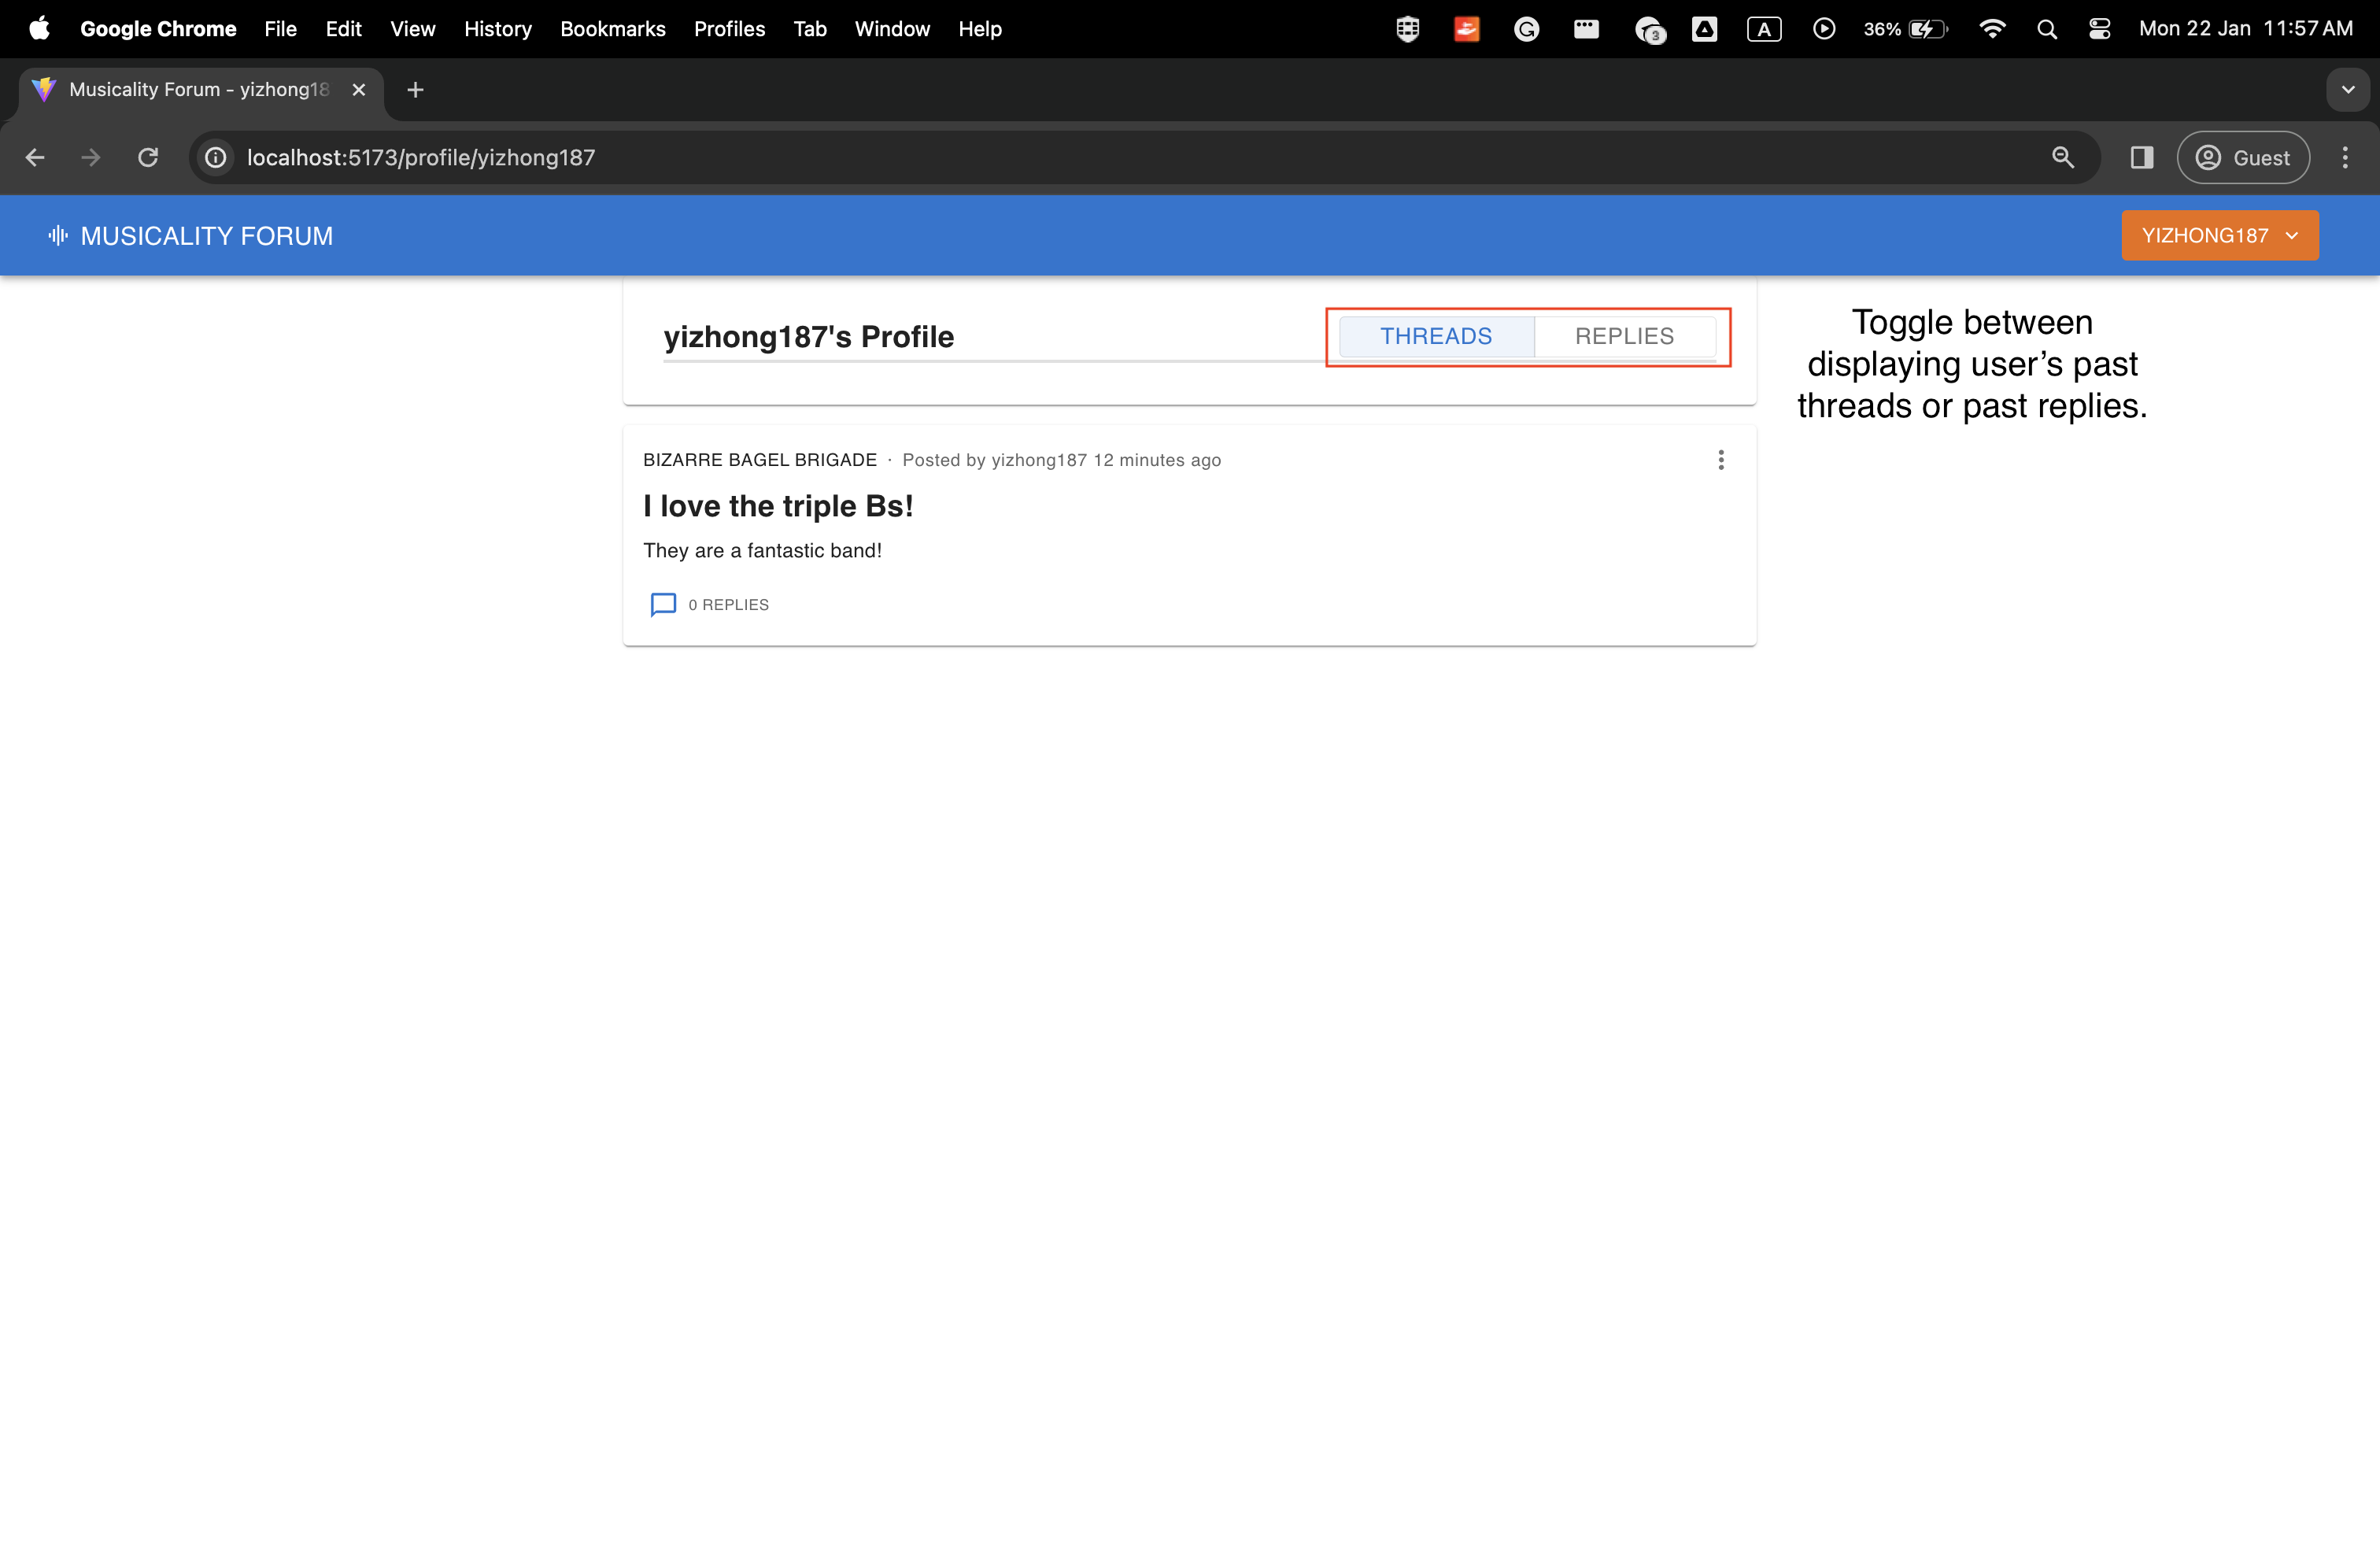 Google Chrome File Edit View History Bookmarks Profiles Tab Window Help 3 A 36% Mon 22 Jan 11:57 AM
Musicality Forum - yizhong18
localhost:5173/profile/yizhong187 Guest
MUSICALITY FORUM YIZHONG187
yizhong187's Profile THREADS REPLIES
Toggle between
displaying user’s past
threads or past replies.
BIZARRE BAGEL BRIGADE · Posted by yizhong187 12 minutes ago
I love the triple Bs!
They are a fantastic band!
0 REPLIES